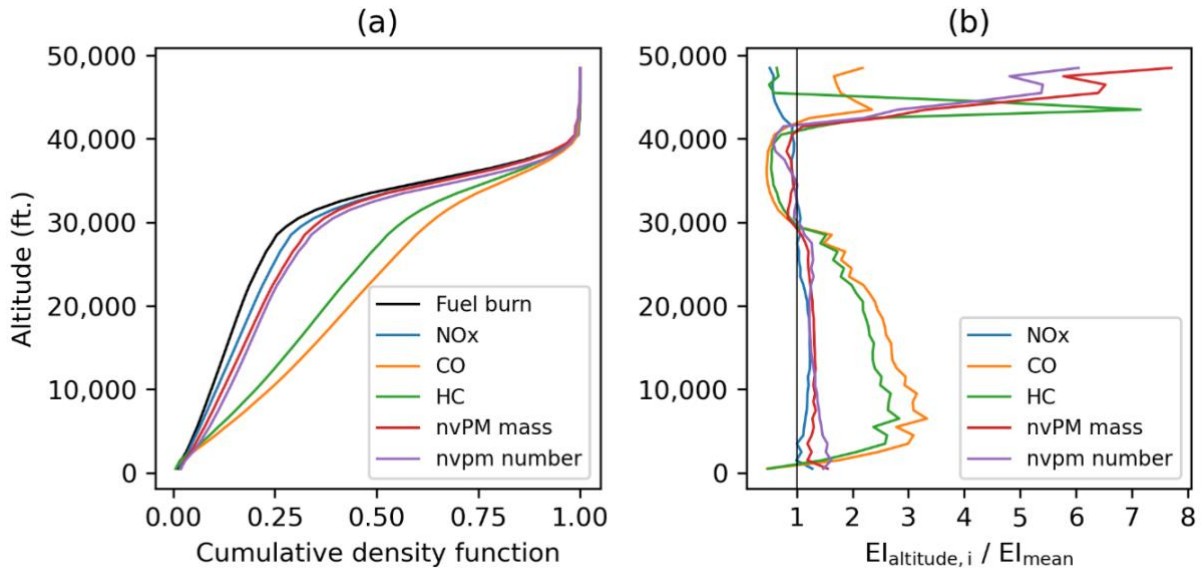 (a)
50,000
40,000
30,000
20,000
10,000
0
Altitude (ft.)
Fuel burn
NOx
CO
HC
nvPM mass
nvpm number
0.00 0.25 0.50 0.75 1.00
Cumulative density function
(b)
50,000
40,000
30,000
20,000
10,000
0
NOx
CO
HC
nvPM mass
nvpm number
1 2 3 4 5 6 7 8
EIaltitude, i / EImean